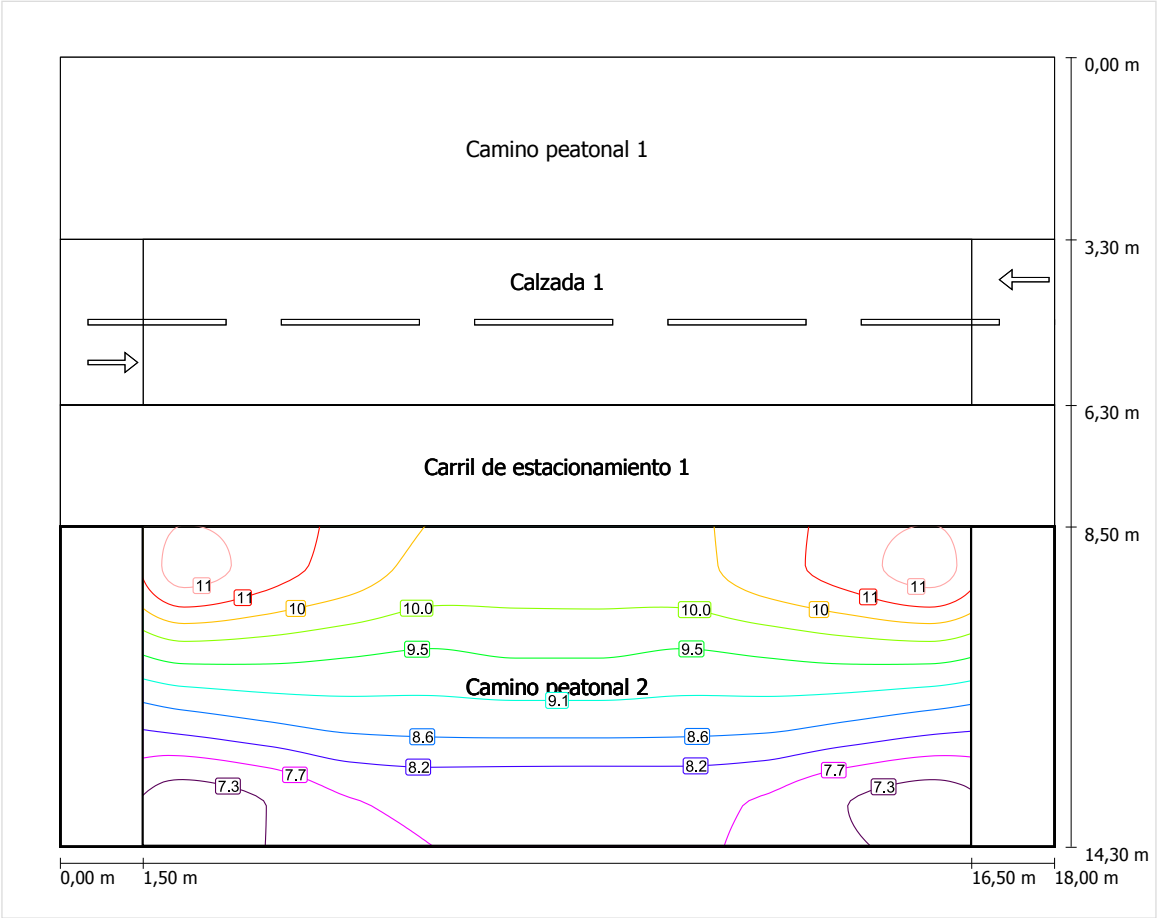 0,00 m
Camino peatonal 1
3,30 m
Calzada 1
6,30 m
Carril de estacionamiento 1
8,50 m
11 11
11 11
10 10.0 10.0 10
9.5 9.5
Camino peatonal 2
9.1
8.6 8.6
8.2 8.2
7.7 7.7
7.3 7.3
14,30 m
0,00 m 1,50 m 16,50 m 18,00 m